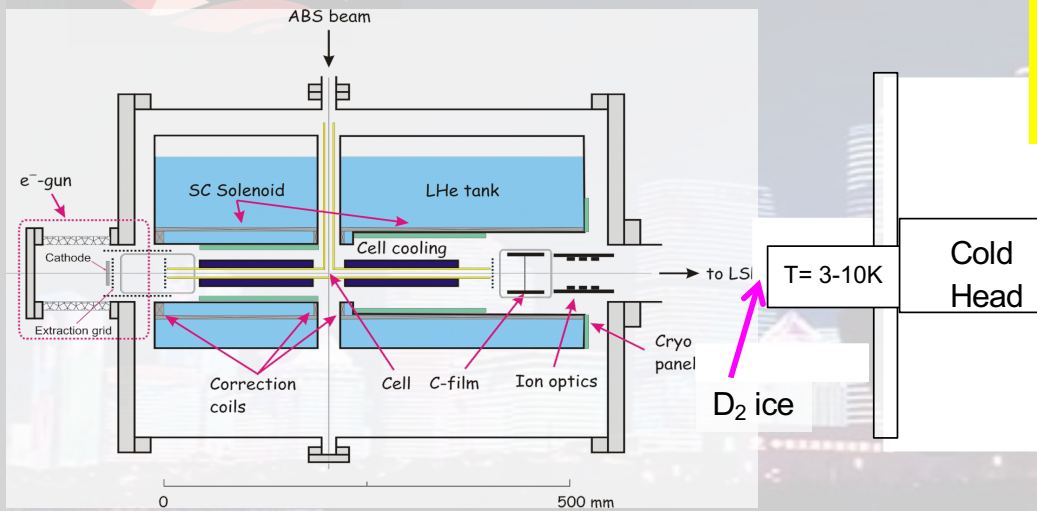 ABS beam
e⁻-gun
SC Solenoid
LHe tank
Cell cooling
Cathode
to LSI
T= 3-10K
Cold
Head
Extraction grid
Cryo
panel
Correction
coils
Cell
C-film
Ion optics
D₂ ice
0
500 mm